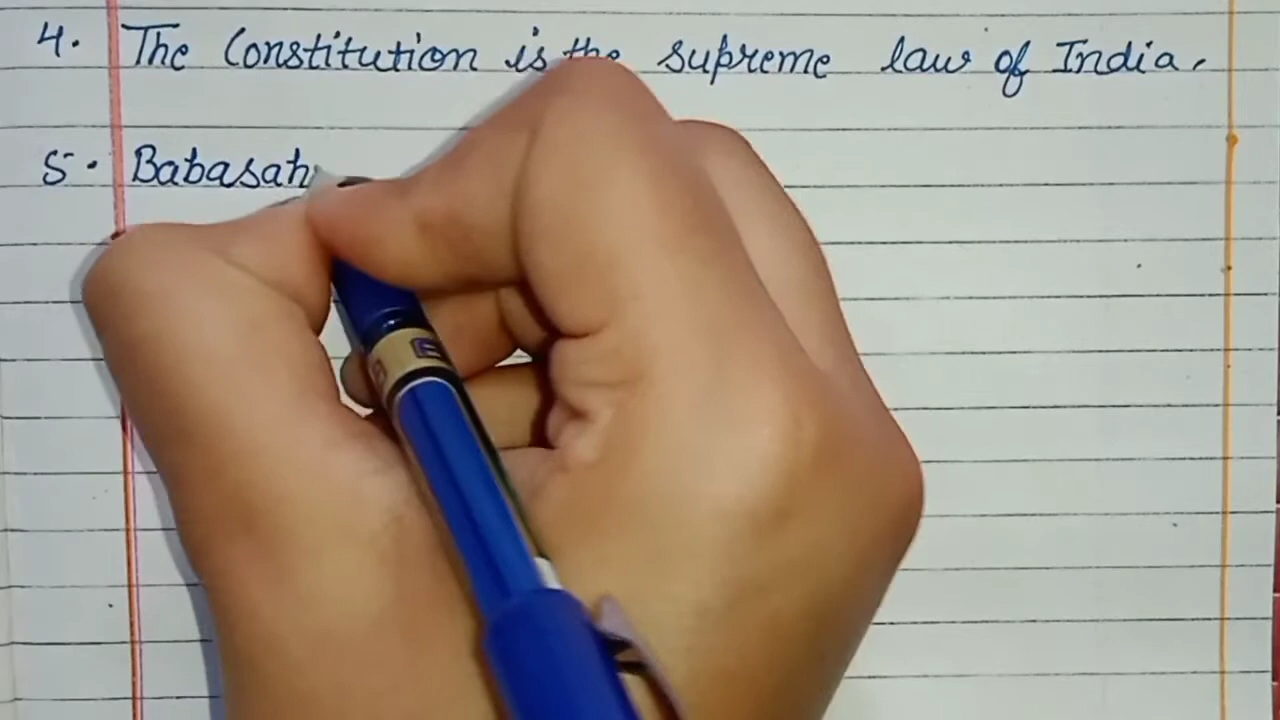 4. The Constitution is the supreme law of India.
5. Babasah